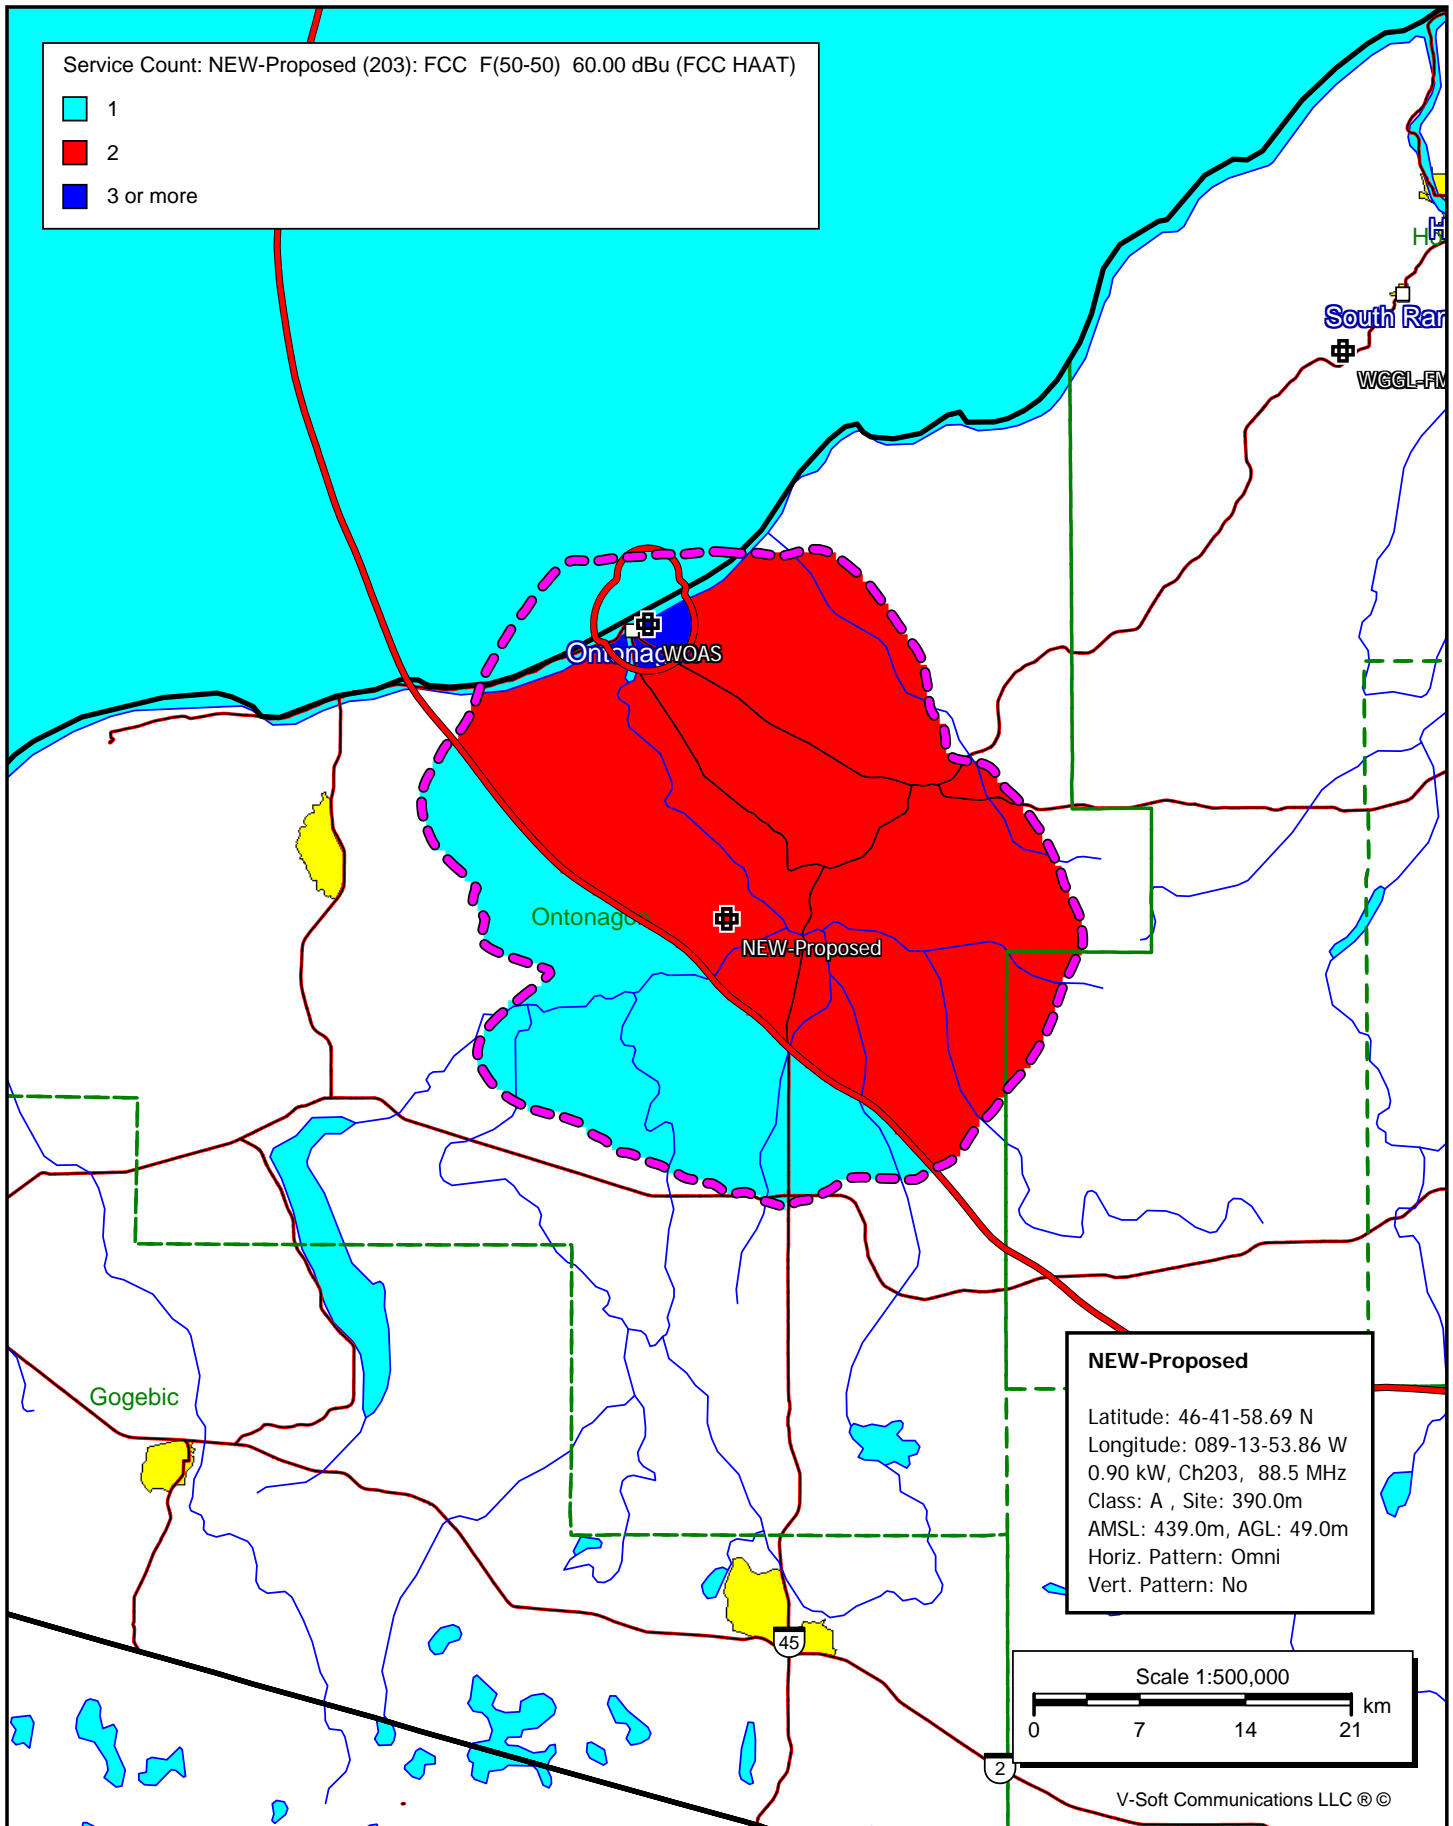 Service Count: NEW-Proposed (203): FCC F(50-50) 60.00 dBu (FCC HAAT)
1
2
3 or more
South Ran
WGGL-FM
WOAS
Ontonagon
NEW-Proposed
Gogebic
NEW-Proposed
Latitude: 46-41-58.69 N
Longitude: 089-13-53.86 W
0.90 kW, Ch203, 88.5 MHz
Class: A , Site: 390.0m
AMSL: 439.0m, AGL: 49.0m
Horiz. Pattern: Omni
Vert. Pattern: No
45
Scale 1:500,000
km
0 7 14 21
2
V-Soft Communications LLC ® ©